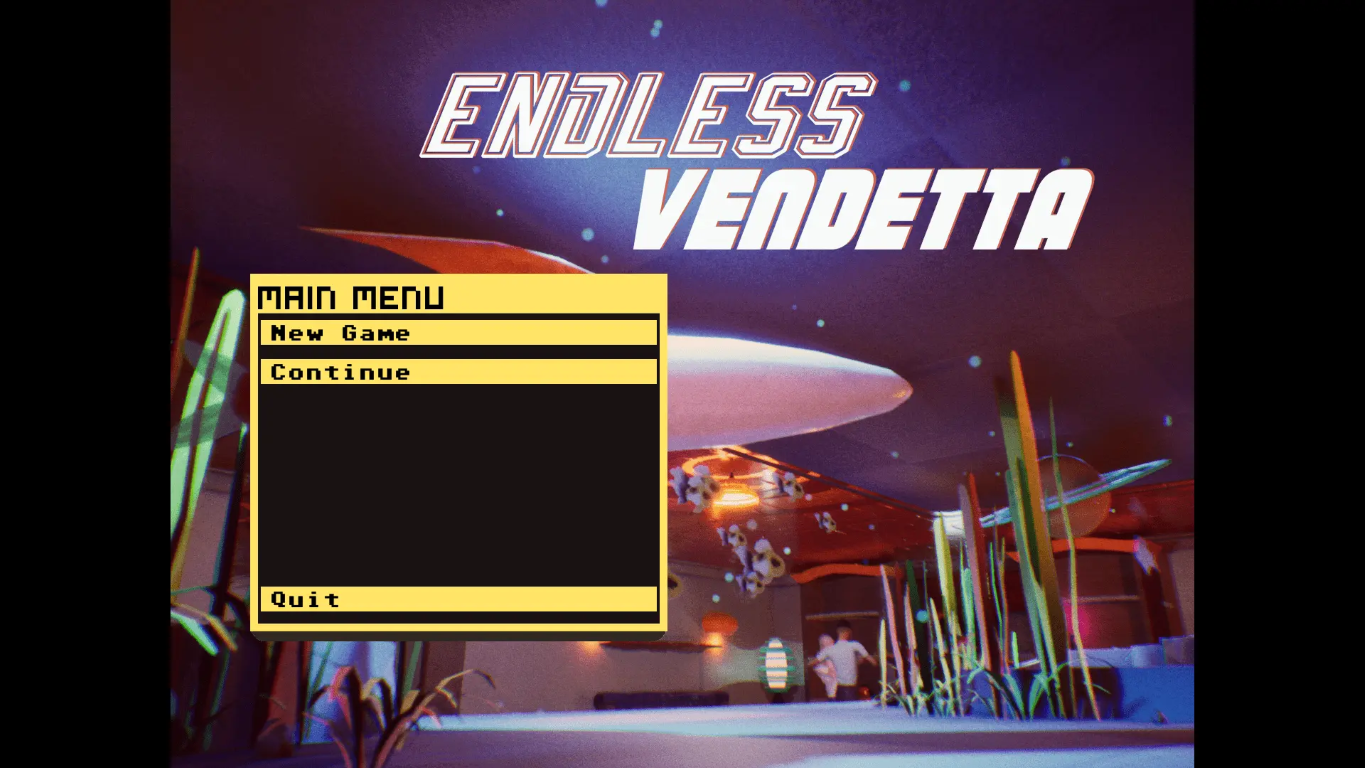 ENDLESS
VENDETTA
MAIN MENU
New Game
Continue
Quit